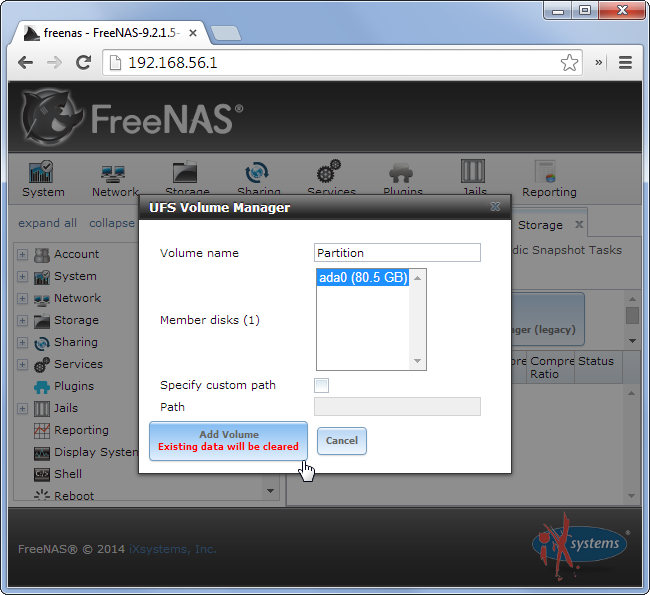 freenas - FreeNAS-9.2.1.5-
192.168.56.1
FreeNAS®
System Network Storage Sharing Services Plugins Jails Reporting
expand all collapse
Storage
dic Snapshot Tasks
ager (legacy)
Compre Status
Ratio
Account
System
Network
Storage
Sharing
Services
Plugins
Jails
Reporting
Display System
Shell
Reboot
UFS Volume Manager
Volume name Partition
ada0 (80.5 GB)
Member disks (1)
Specify custom path
Path
Add Volume
Existing data will be cleared
Cancel
FreeNAS® © 2014 iXsystems, Inc.
iXsystems®